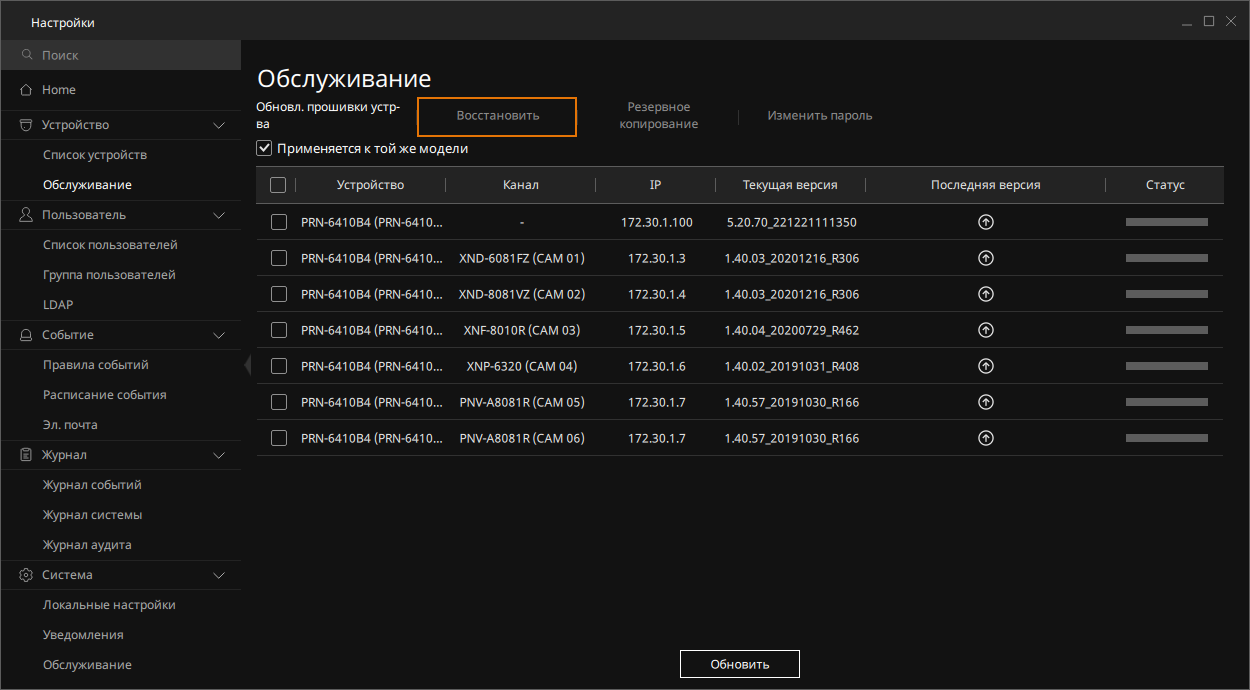 Настройки
Поиск
Home
Устройство
Список устройств
Обслуживание
Пользователь
Список пользователей
Группа пользователей
LDAP
Событие
Правила событий
Расписание события
Эл. почта
Журнал
Журнал событий
Журнал системы
Журнал аудита
Система
Локальные настройки
Уведомления
Обслуживание
Обслуживание
Обновл. прошивки устр-
ва
Восстановить
Резервное
копирование
Изменить пароль
Применяется к той же модели
Устройство Канал IP Текущая версия Последняя версия Статус
PRN-6410B4 (PRN-6410... - 172.30.1.100 5.20.70_221221111350
PRN-6410B4 (PRN-6410... XND-6081FZ (CAM 01) 172.30.1.3 1.40.03_20201216_R306
PRN-6410B4 (PRN-6410... XND-8081VZ (CAM 02) 172.30.1.4 1.40.03_20201216_R306
PRN-6410B4 (PRN-6410... XNF-8010R (CAM 03) 172.30.1.5 1.40.04_20200729_R462
PRN-6410B4 (PRN-6410... XNP-6320 (CAM 04) 172.30.1.6 1.40.02_20191031_R408
PRN-6410B4 (PRN-6410... PNV-A8081R (CAM 05) 172.30.1.7 1.40.57_20191030_R166
PRN-6410B4 (PRN-6410... PNV-A8081R (CAM 06) 172.30.1.7 1.40.57_20191030_R166
Обновить